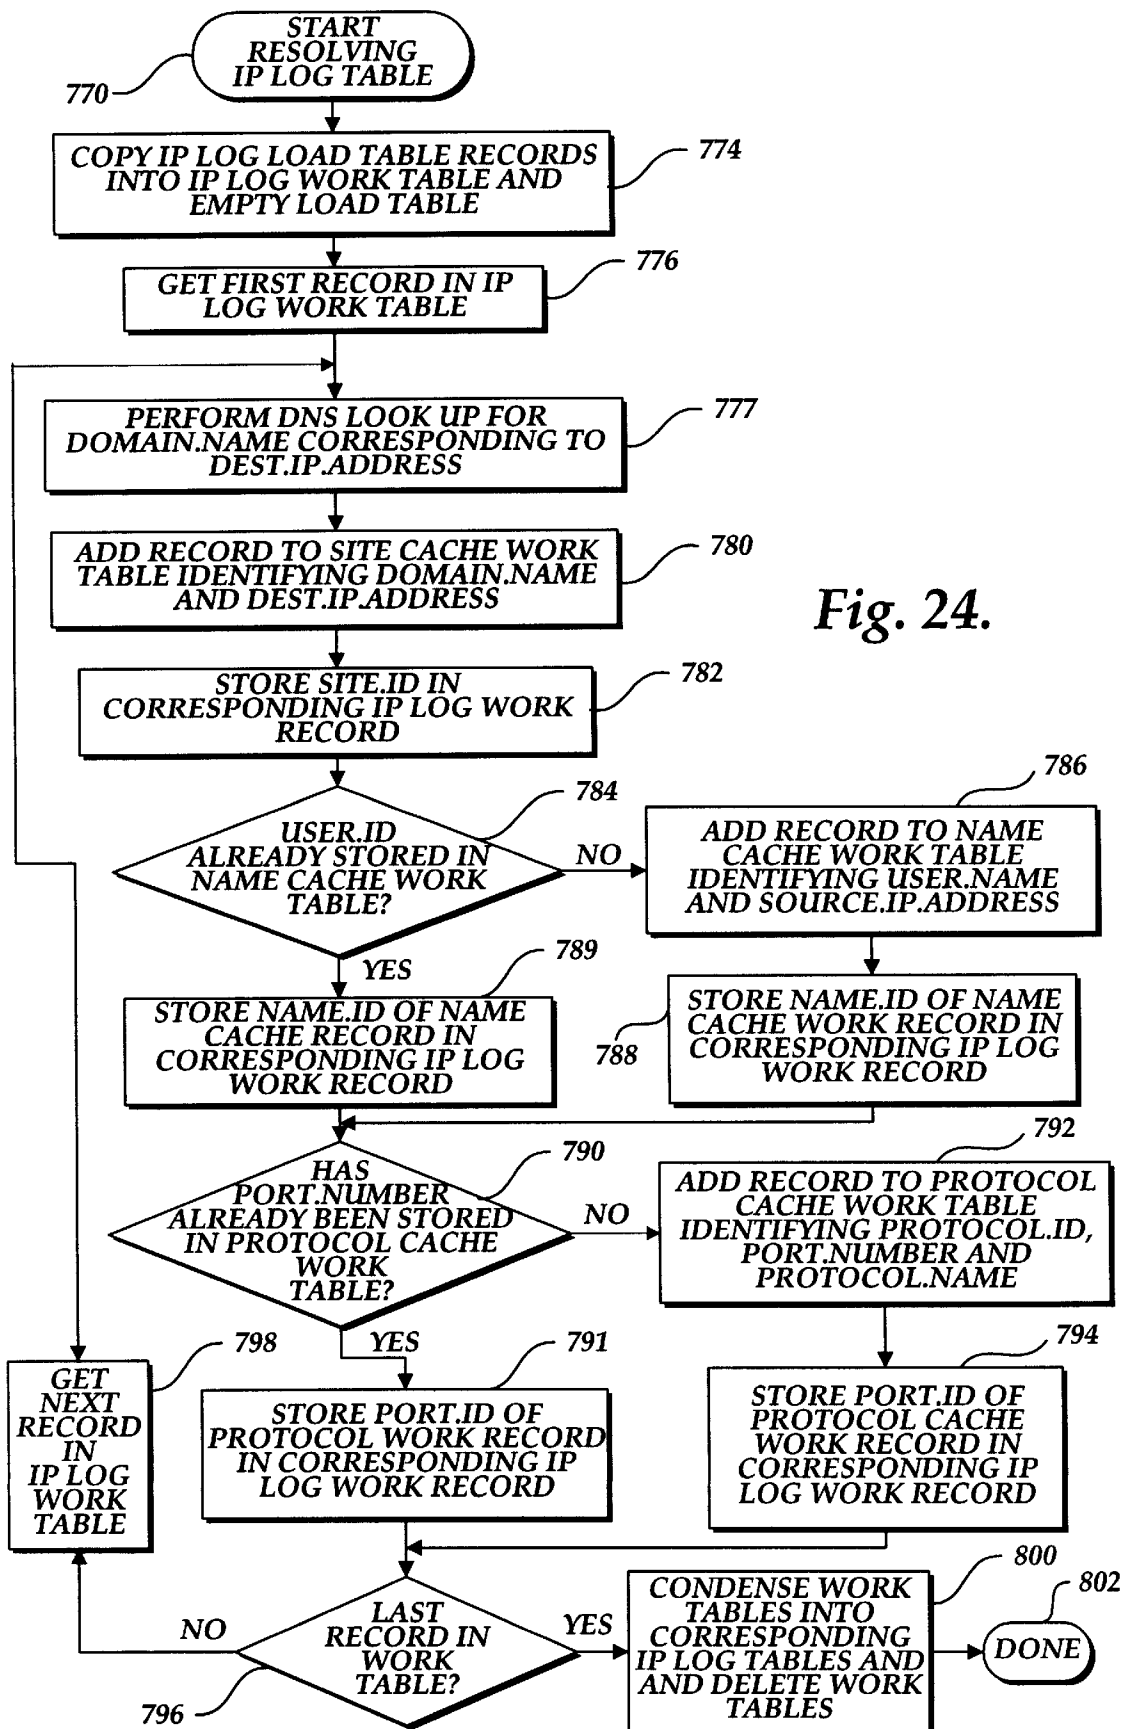 START
RESOLVING
IP LOG TABLE
770
COPY IP LOG LOAD TABLE RECORDS
INTO IP LOG WORK TABLE AND
EMPTY LOAD TABLE
774
GET FIRST RECORD IN IP
LOG WORK TABLE
776
PERFORM DNS LOOK UP FOR
DOMAIN.NAME CORRESPONDING TO
DEST.IP.ADDRESS
777
ADD RECORD TO SITE CACHE WORK
TABLE IDENTIFYING DOMAIN.NAME
AND DEST.IP.ADDRESS
780
Fig. 24.
STORE SITE.ID IN
CORRESPONDING IP LOG WORK
RECORD
782
USER.ID
ALREADY STORED IN
NAME CACHE WORK
TABLE?
784
NO
YES
ADD RECORD TO NAME
CACHE WORK TABLE
IDENTIFYING USER.NAME
AND SOURCE.IP.ADDRESS
786
STORE NAME.ID OF NAME
CACHE RECORD IN
CORRESPONDING IP LOG
WORK RECORD
789
STORE NAME.ID OF NAME
CACHE WORK RECORD IN
CORRESPONDING IP LOG
WORK RECORD
788
HAS
PORT.NUMBER
ALREADY BEEN STORED
IN PROTOCOL CACHE
WORK
TABLE?
790
NO
YES
ADD RECORD TO PROTOCOL
CACHE WORK TABLE
IDENTIFYING PROTOCOL.ID,
PORT.NUMBER AND
PROTOCOL.NAME
792
GET
NEXT
RECORD
IN
IP LOG
WORK
TABLE
798
STORE PORT.ID OF
PROTOCOL WORK RECORD
IN CORRESPONDING IP
LOG WORK RECORD
791
STORE PORT.ID OF
PROTOCOL CACHE
WORK RECORD IN
CORRESPONDING IP
LOG WORK RECORD
794
LAST
RECORD IN
WORK
TABLE?
796
NO
YES
CONDENSE WORK
TABLES INTO
CORRESPONDING
IP LOG TABLES AND
AND DELETE WORK
TABLES
800
DONE
802